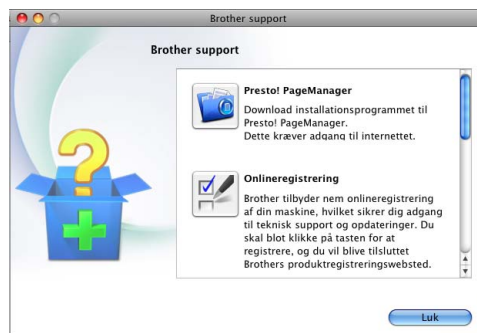 Brother support
Brother support
Presto! PageManager
Download installationsprogrammet til
Presto! PageManager.
Dette kræver adgang til internettet.
Onlineregistrering
Brother tilbyder nem onlineregistrering
af din maskine, hvilket sikrer dig adgang
til teknisk support og opdateringer. Du
skal blot klikke på tasten for at
registrere, og du vil blive tilsluttet
Brothers produktregistreringswebsted.
Luk